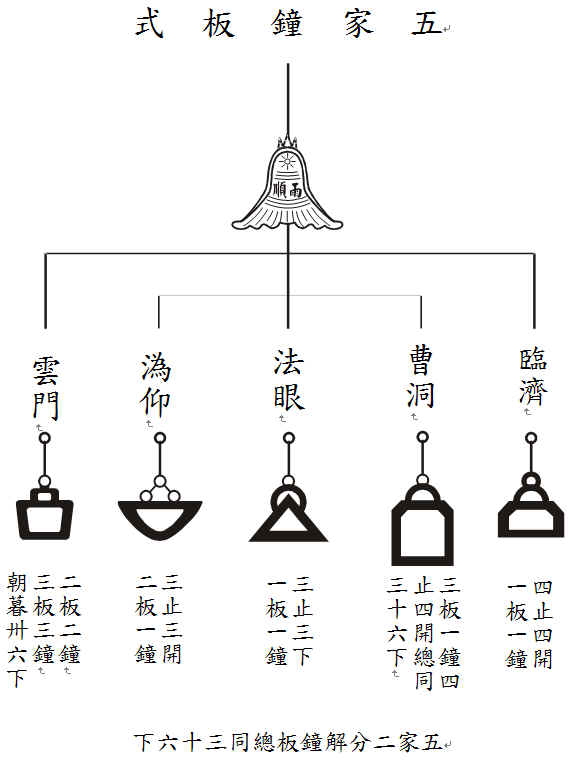 五家鐘板式
雨順
臨濟
曹洞
法眼
溈仰
雲門
四止四開
一板一鐘
三板一鐘四
止四開總同
三十六下
三止三下
一板一鐘
三止三開
二板一鐘
二板二鐘
三板三鐘
朝暮卅六下
五家二分解鐘板總同三十六下